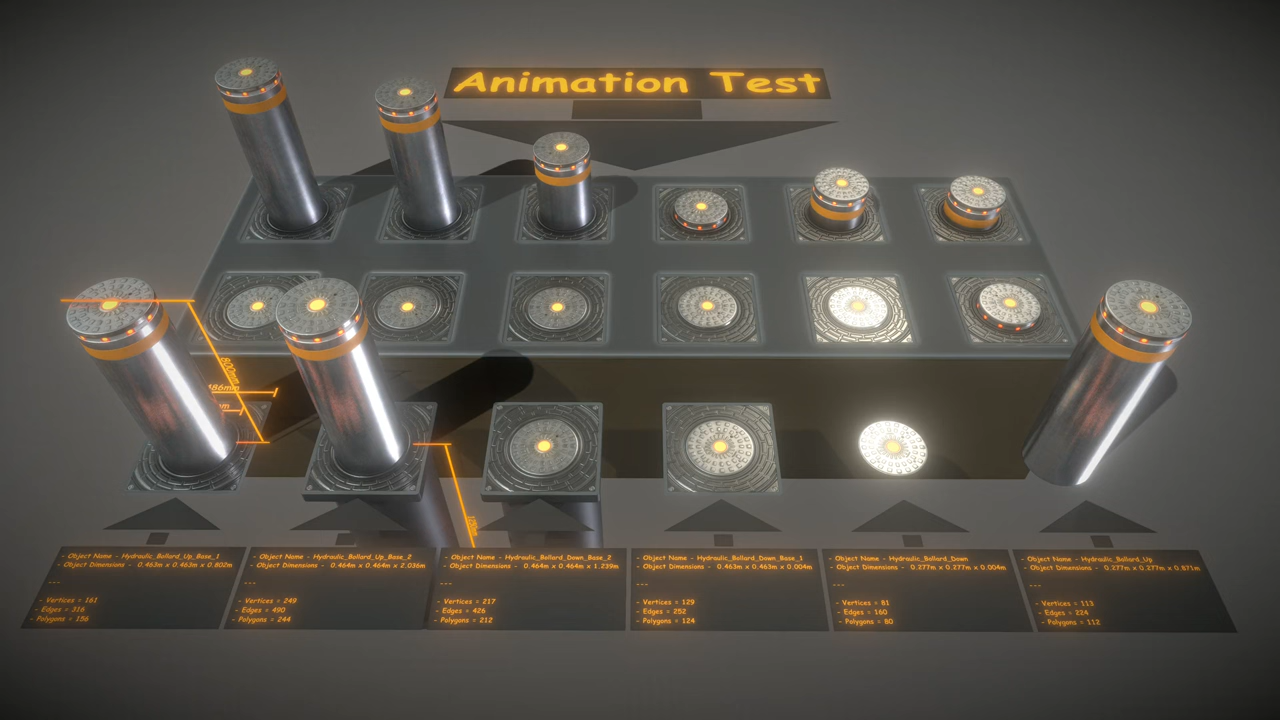 Animation Test
800mm
- Object Name - Hydraulic_Bollard_Up_Base_1
- Object Dimensions - 0.463m x 0.463m x 0.802m
---
- Vertices = 161
- Edges = 316
- Polygons = 156
- Object Name - Hydraulic_Bollard_Up_Base_2
- Object Dimensions - 0.464m x 0.464m x 2.036m
---
- Vertices = 249
- Edges = 490
- Polygons = 244
- Object Name - Hydraulic_Bollard_Down_Base_2
- Object Dimensions - 0.464m x 0.464m x 1.239m
---
- Vertices = 217
- Edges = 426
- Polygons = 212
- Object Name - Hydraulic_Bollard_Down_Base_1
- Object Dimensions - 0.463m x 0.463m x 0.004m
---
- Vertices = 129
- Edges = 252
- Polygons = 124
- Object Name - Hydraulic_Bollard_Down
- Object Dimensions - 0.277m x 0.277m x 0.004m
---
- Vertices = 81
- Edges = 160
- Polygons = 80
- Object Name - Hydraulic_Bollard_Up
- Object Dimensions - 0.277m x 0.277m x 0.871m
---
- Vertices = 113
- Edges = 224
- Polygons = 112